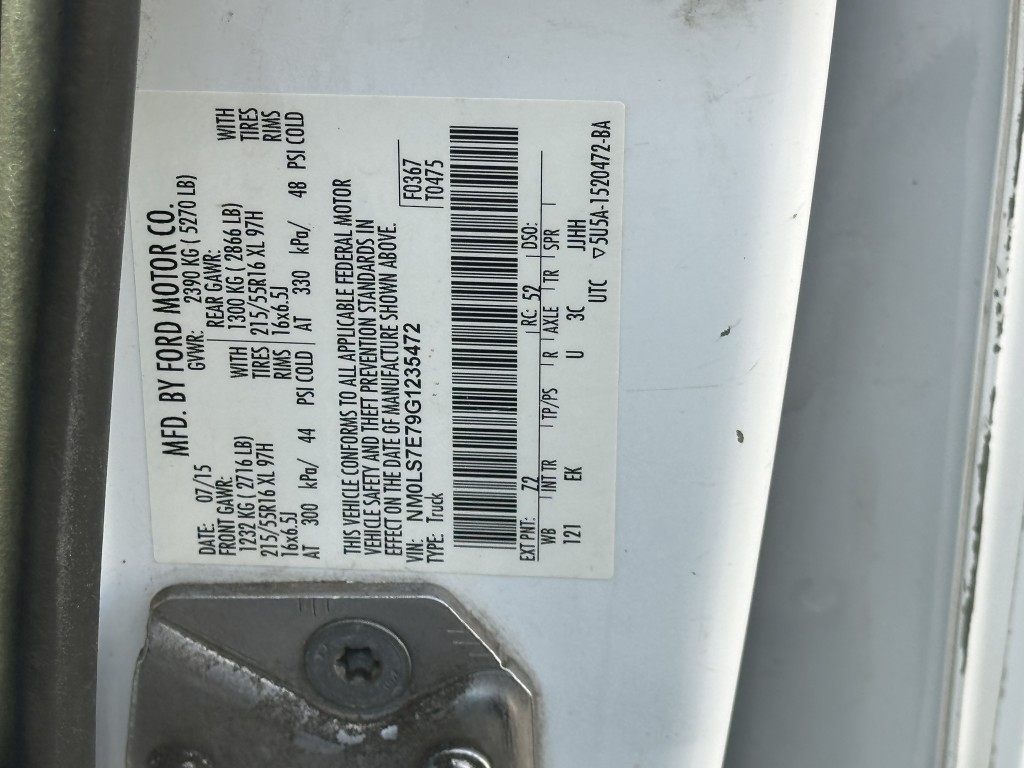 MFD. BY FORD MOTOR CO.
DATE: 07/15 GVWR: 2390 KG ( 5270 LB)
FRONT GAWR: REAR GAWR:
1232 KG ( 2716 LB) WITH 1300 KG ( 2866 LB) WITH
215/55R16 XL 97H TIRES 215/55R16 XL 97H TIRES
16x6.5J RIMS 16x6.5J RIMS
AT 300 kPa/ 44 PSI COLD AT 330 kPa/ 48 PSI COLD
THIS VEHICLE CONFORMS TO ALL APPLICABLE FEDERAL MOTOR
VEHICLE SAFETY AND THEFT PREVENTION STANDARDS IN
EFFECT ON THE DATE OF MANUFACTURE SHOWN ABOVE.
VIN: NM0LS7E79G1235472 F0367
TYPE: Truck T0475
EXT PNT: 72 RC: 52 DSO:
WB INT TR TP/PS R AXLE TR SPR
121 EK U 3C JJHH
UTC ▽5U5A-1520472-BA